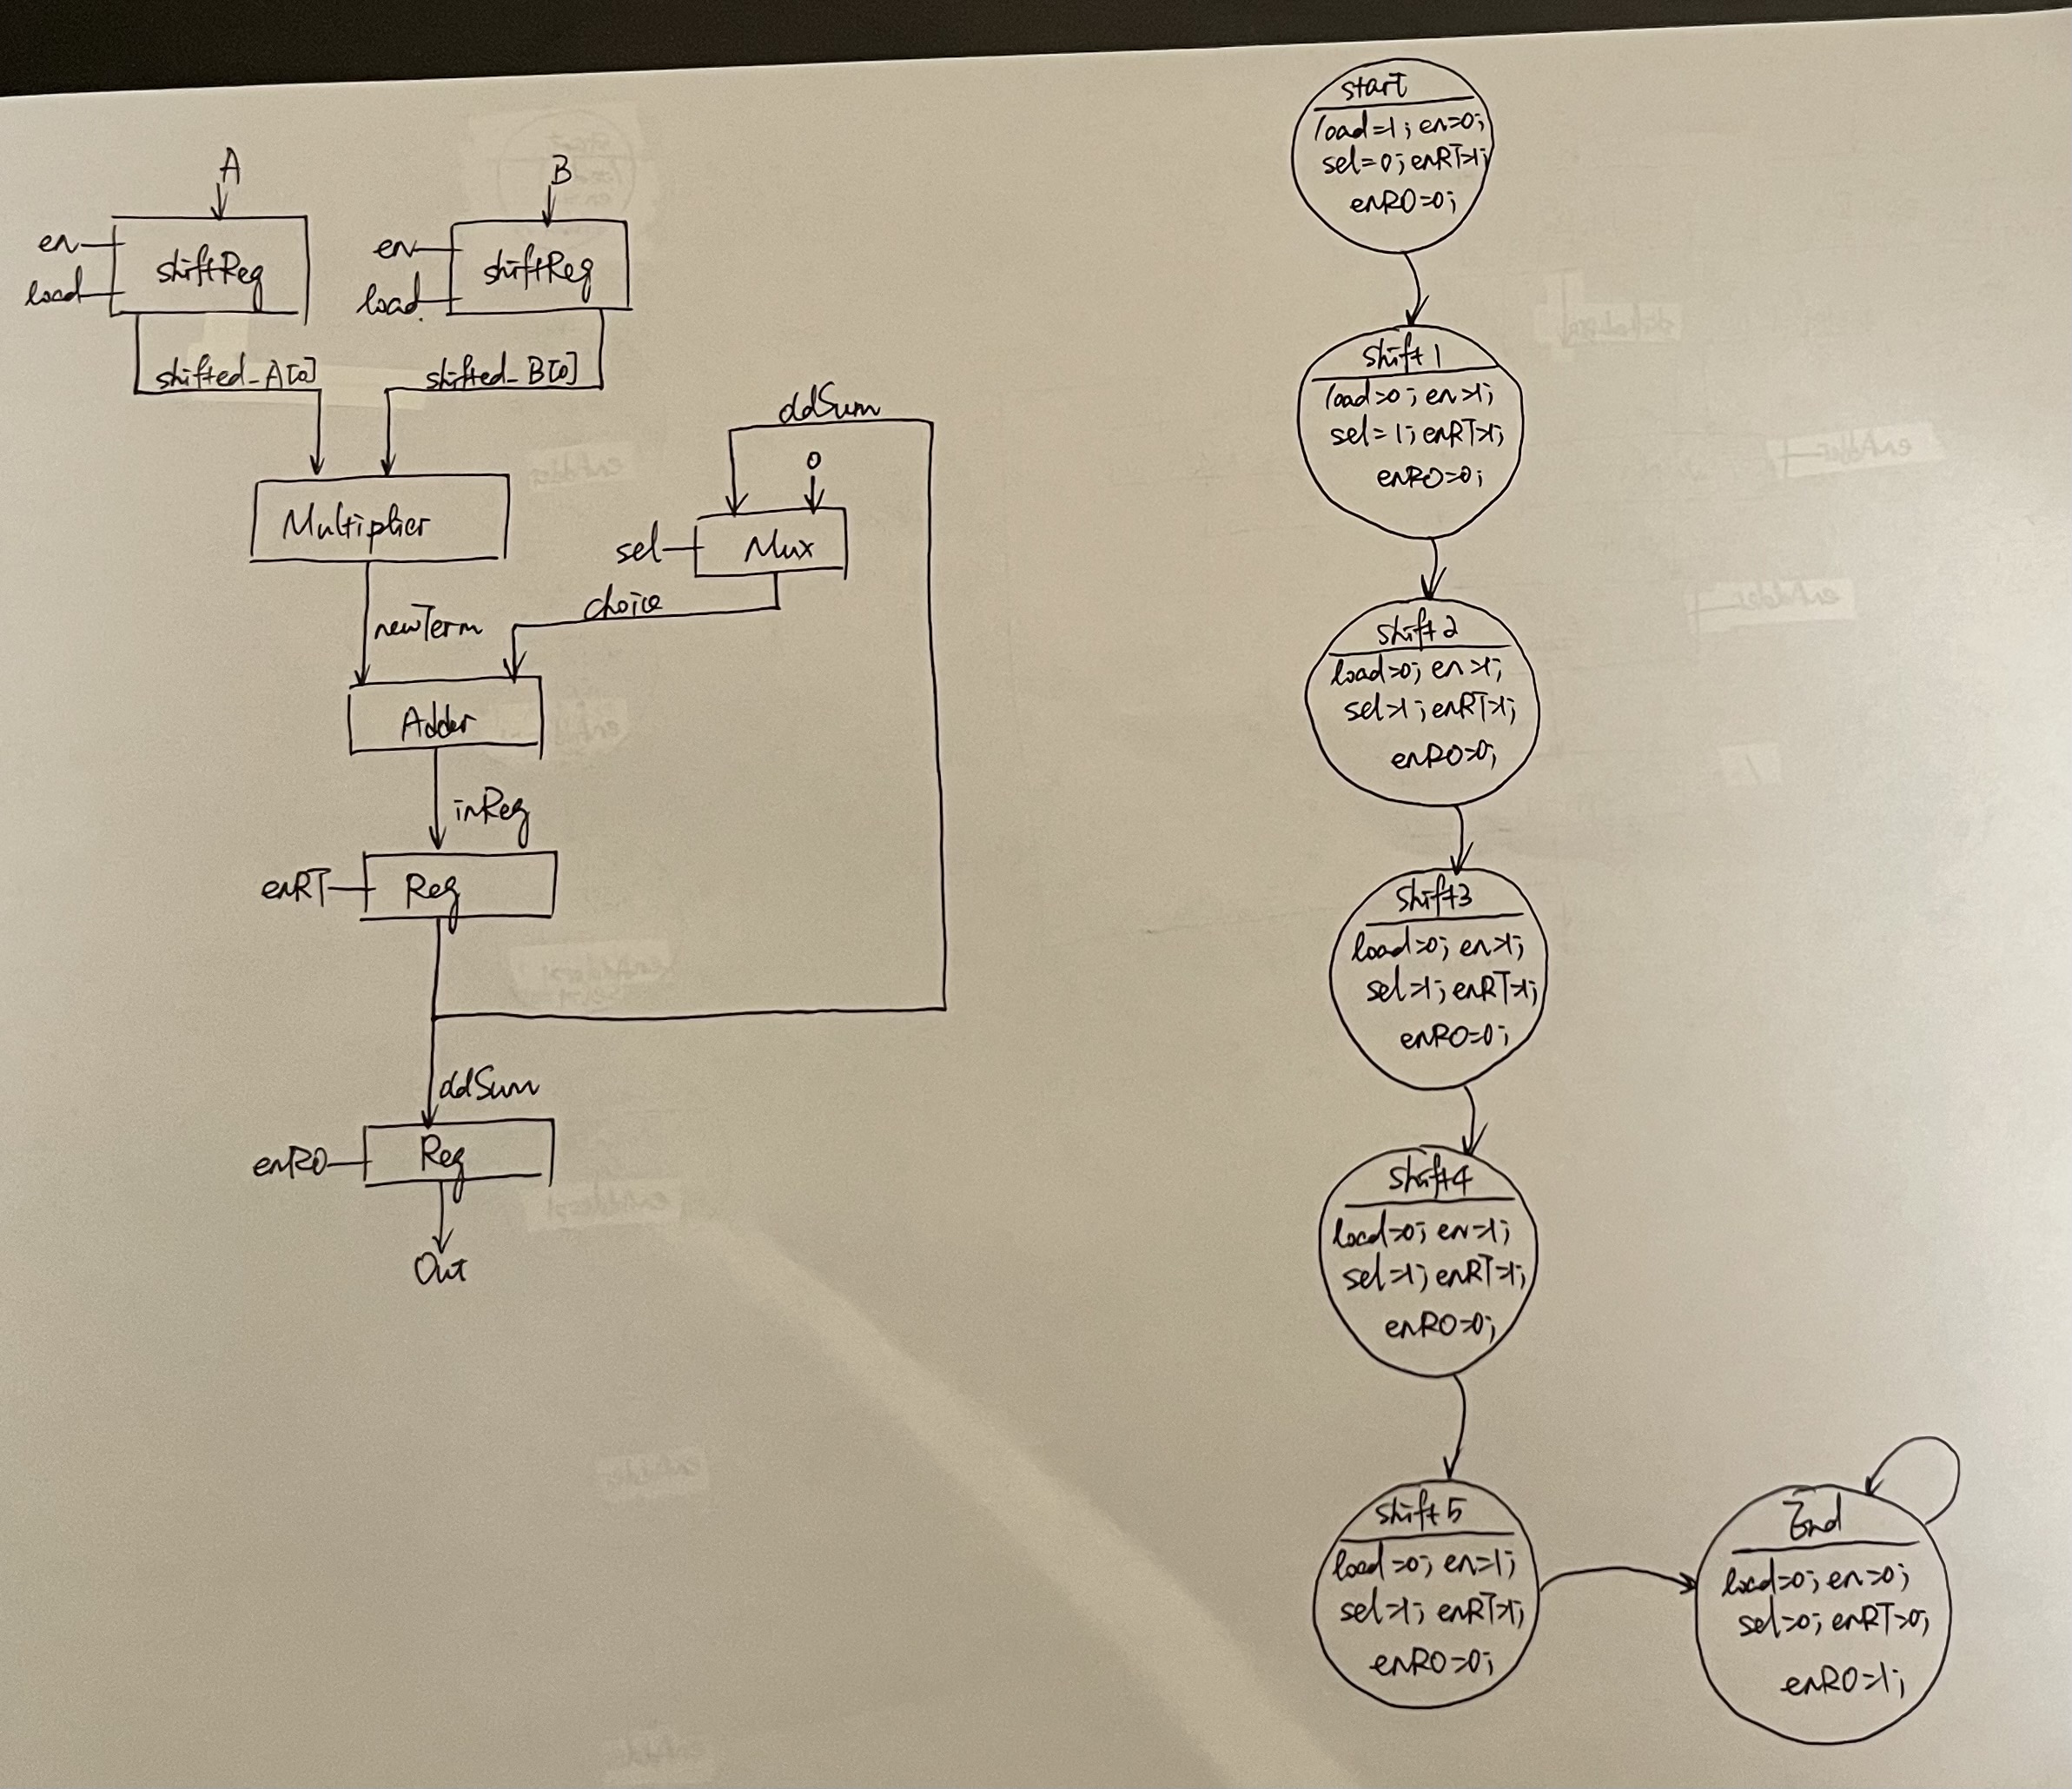 A
B
en
load
shiftReg
en
load
shiftReg
shifted_A[0]
shifted_B[0]
Multiplier
oldSum
0
sel
Mux
choice
newTerm
Adder
inReg
enRT
Reg
oldSum
enRO
Reg
Out
start
load=1; en=0;
sel=0; enRT=1;
enRO=0;
shift1
load=0; en=1;
sel=1; enRT=1;
enRO=0;
shift2
load=0; en=1;
sel=1; enRT=1;
enRO=0;
shift3
load=0; en=1;
sel=1; enRT=1;
enRO=0;
shift4
load=0; en=1;
sel=1; enRT=1;
enRO=0;
shift5
load=0; en=1;
sel=1; enRT=1;
enRO=0;
End
load=0; en=0;
sel=0; enRT=0;
enRO=1;